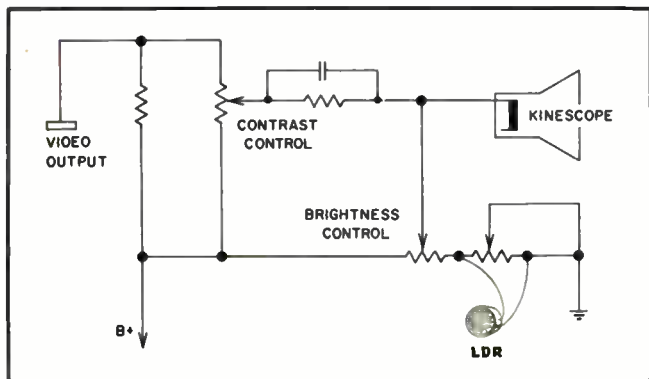 VIDEO
OUTPUT
CONTRAST
CONTROL
KINESCOPE
BRIGHTNESS
CONTROL
B+
LDR